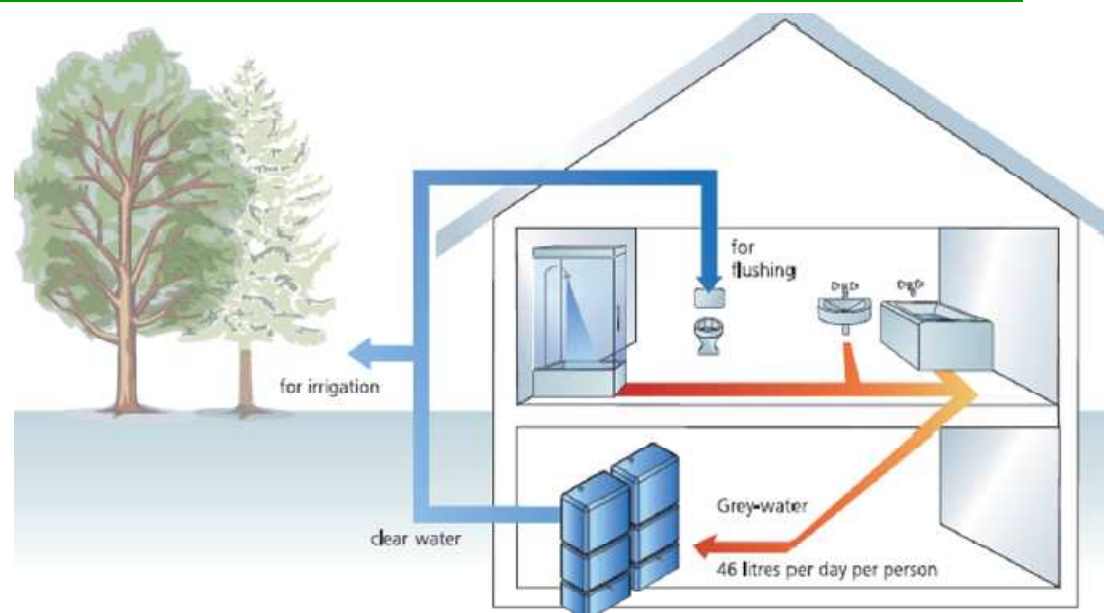 for
flushing
for irrigation
Grey-water
clear water
46 litres per day per person